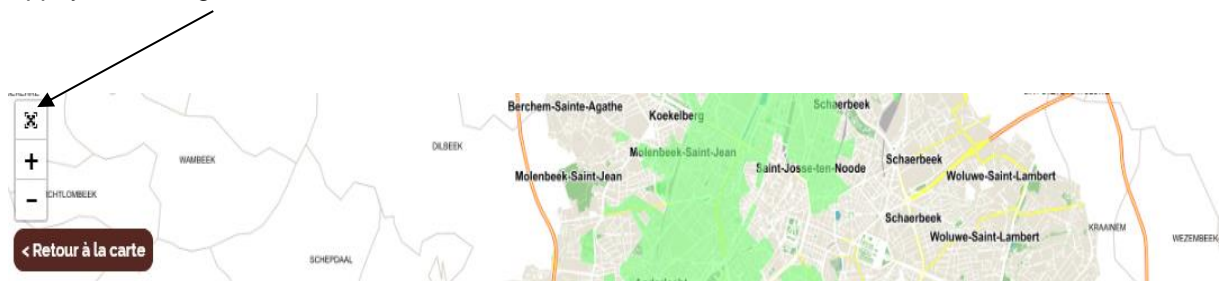 Berchem-Sainte-Agathe
Schaerbeek
Koekelberg
DILBEEK
WAMBEEK
Molenbeek-Saint-Jean
Schaerbeek
Molenbeek-Saint-Jean
Saint-Josse-ten-Noode
Woluwe-Saint-Lambert
+
-
CHTLOMBEEK
Schaerbeek
KRAAINEM
Woluwe-Saint-Lambert
WEZEMBEEK
< Retour à la carte
SCHEPDAAL